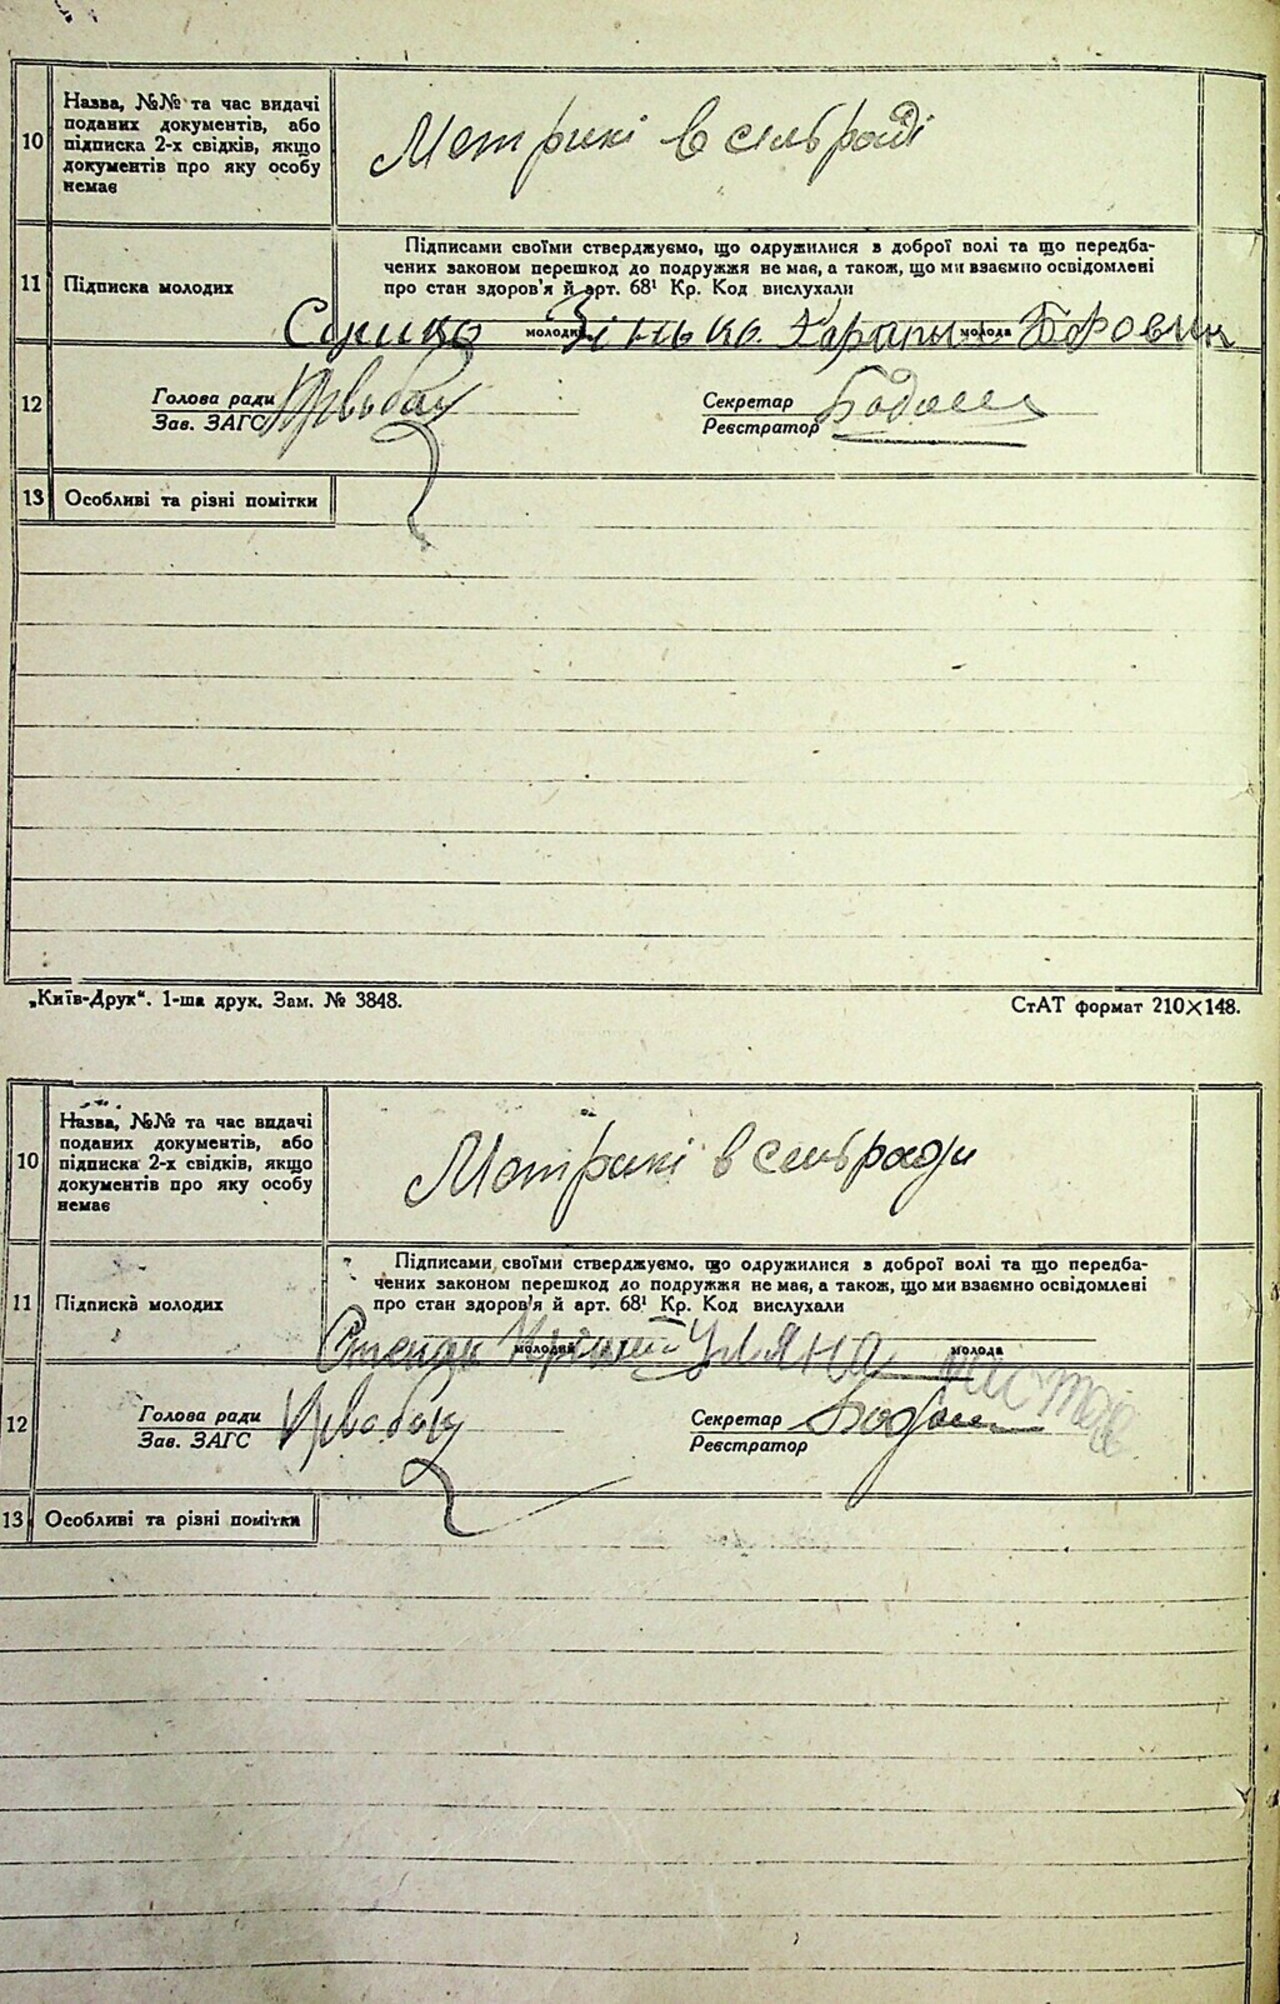 10
Назва, №№ та час видачі
поданих документів, або
підписка 2-х свідків, якщо
документів про яку особу
немає
Метрикі в сельраді
11
Підписка молодих
Підписами своїми стверджуємо, що одружилися з доброї волі та що передба-
чених законом перешкод до подружжя не має, а також, що ми взаємно освідомлені
про стан здоров'я й арт. 68¹ Кр. Код вислухали
Зінько
молодий
молода
12
Голова ради
Зав. ЗАГС
Секретар
Реєстратор
13
Особливі та різні помітки
„Київ-Друк“. 1-ша друк. Зам. № 3848.
СтАТ формат 210×148.
10
Назва, №№ та час видачі
поданих документів, або
підписка 2-х свідків, якщо
документів про яку особу
немає
Метрикі в сельради
11
Підписка молодих
Підписами своїми стверджуємо, що одружилися з доброї волі та що передба-
чених законом перешкод до подружжя не має, а також, що ми взаємно освідомлені
про стан здоров'я й арт. 68¹ Кр. Код вислухали
Степан Уляна
молодий
молода
12
Голова ради
Зав. ЗАГС
Секретар
Реєстратор
13
Особливі та різні помітки